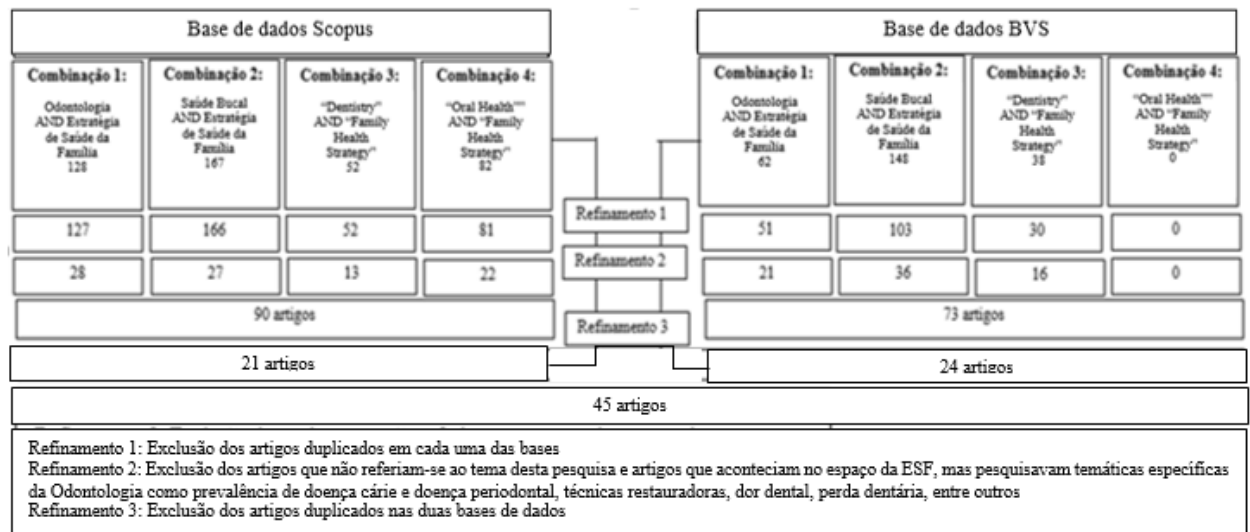 Base de dados Scopus
Combinação 1:
Odontologia
AND Estratégia
de Saúde da
Família
128
Combinação 2:
Saúde Bucal
AND Estratégia
de Saúde da
Família
167
Combinação 3:
“Dentistry”
AND “Family
Health
Strategy”
52
Combinação 4:
“Oral Health””
AND “Family
Health
Strategy”
82
127
166
52
81
28
27
13
22
90 artigos
21 artigos
Refinamento 1
Refinamento 2
Refinamento 3
Base de dados BVS
Combinação 1:
Odontologia
AND Estratégia
de Saúde da
Família
62
Combinação 2:
Saúde Bucal
AND Estratégia
de Saúde da
Família
148
Combinação 3:
“Dentistry”
AND “Family
Health
Strategy”
38
Combinação 4:
“Oral Health””
AND “Family
Health
Strategy”
0
51
103
30
0
21
36
16
0
73 artigos
24 artigos
45 artigos
Refinamento 1: Exclusão dos artigos duplicados em cada uma das bases
Refinamento 2: Exclusão dos artigos que não referiam-se ao tema desta pesquisa e artigos que aconteciam no espaço da ESF, mas pesquisavam temáticas específicas
da Odontologia como prevalência de doença cárie e doença periodontal, técnicas restauradoras, dor dental, perda dentária, entre outros
Refinamento 3: Exclusão dos artigos duplicados nas duas bases de dados